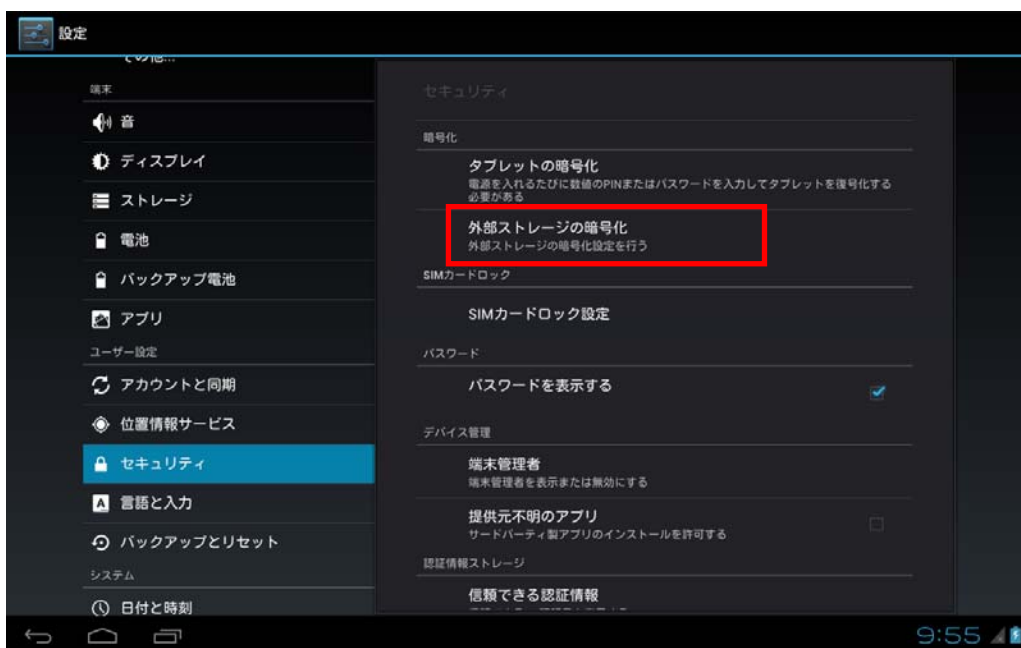 設定
その他...
端末
音
ディスプレイ
ストレージ
電池
バックアップ電池
アプリ
ユーザー設定
アカウントと同期
位置情報サービス
セキュリティ
言語と入力
バックアップとリセット
システム
日付と時刻
セキュリティ
暗号化
タブレットの暗号化
電源を入れるたびに数値のPINまたはパスワードを入力してタブレットを復号化する
必要がある
外部ストレージの暗号化
外部ストレージの暗号化設定を行う
SIMカードロック
SIMカードロック設定
パスワード
パスワードを表示する
デバイス管理
端末管理者
端末管理者を表示または無効にする
提供元不明のアプリ
サードパーティ製アプリのインストールを許可する
認証情報ストレージ
信頼できる認証情報
9:55